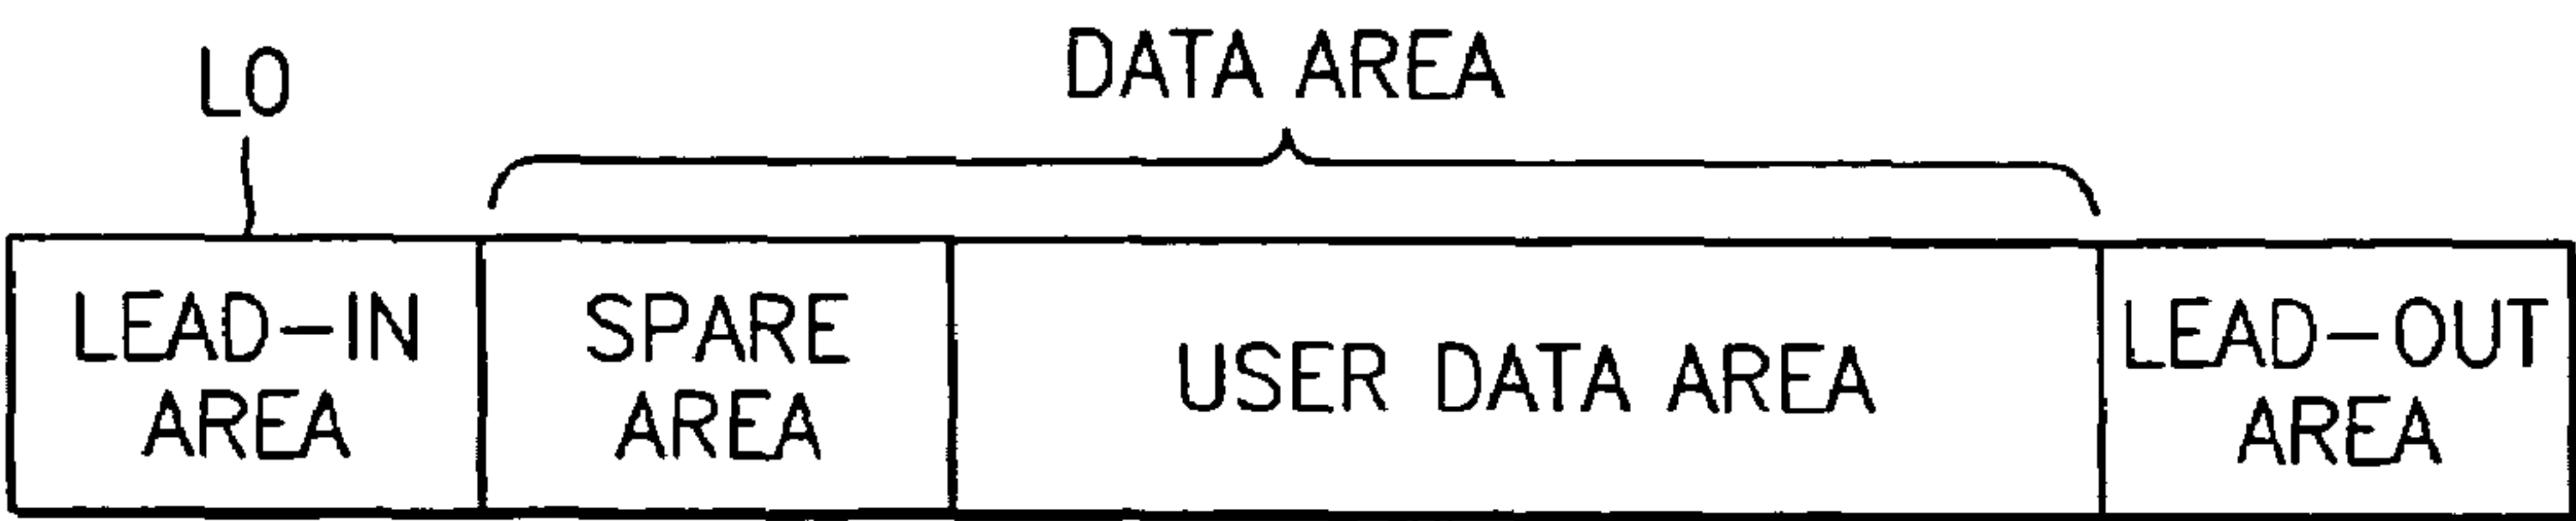 DATA AREA
L0
LEAD-IN
AREA
SPARE
AREA
USER DATA AREA
LEAD-OUT
AREA